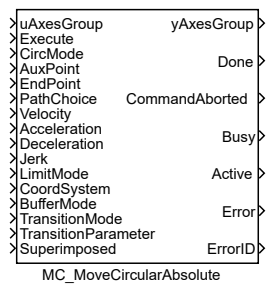 uAxesGroup
Execute
CircMode
AuxPoint
EndPoint
PathChoice
Velocity
Acceleration
Deceleration
Jerk
LimitMode
CoordSystem
BufferMode
TransitionMode
TransitionParameter
Superimposed
yAxesGroup
Done
CommandAborted
Busy
Active
Error
ErrorID
MC_MoveCircularAbsolute